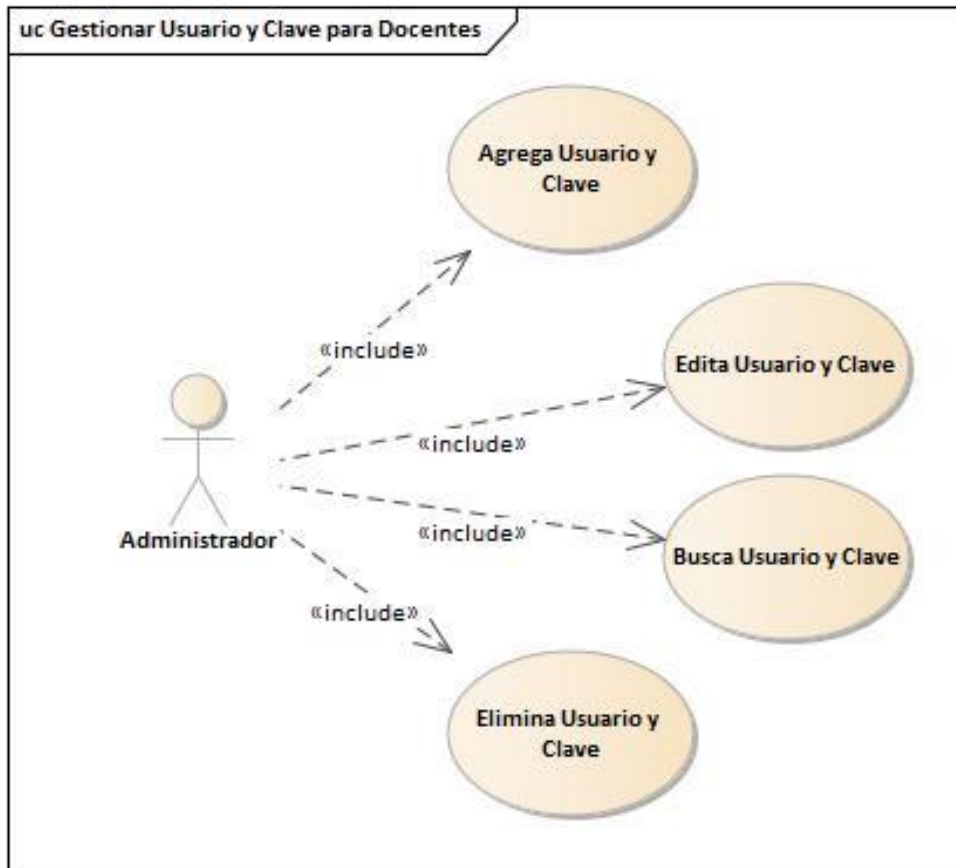 uc Gestionar Usuario y Clave para Docentes
Agrega Usuario y
Clave
«include»
Edita Usuario y Clave
«include»
Administrador
«include»
Busca Usuario y Clave
«include»
Elimina Usuario y
Clave